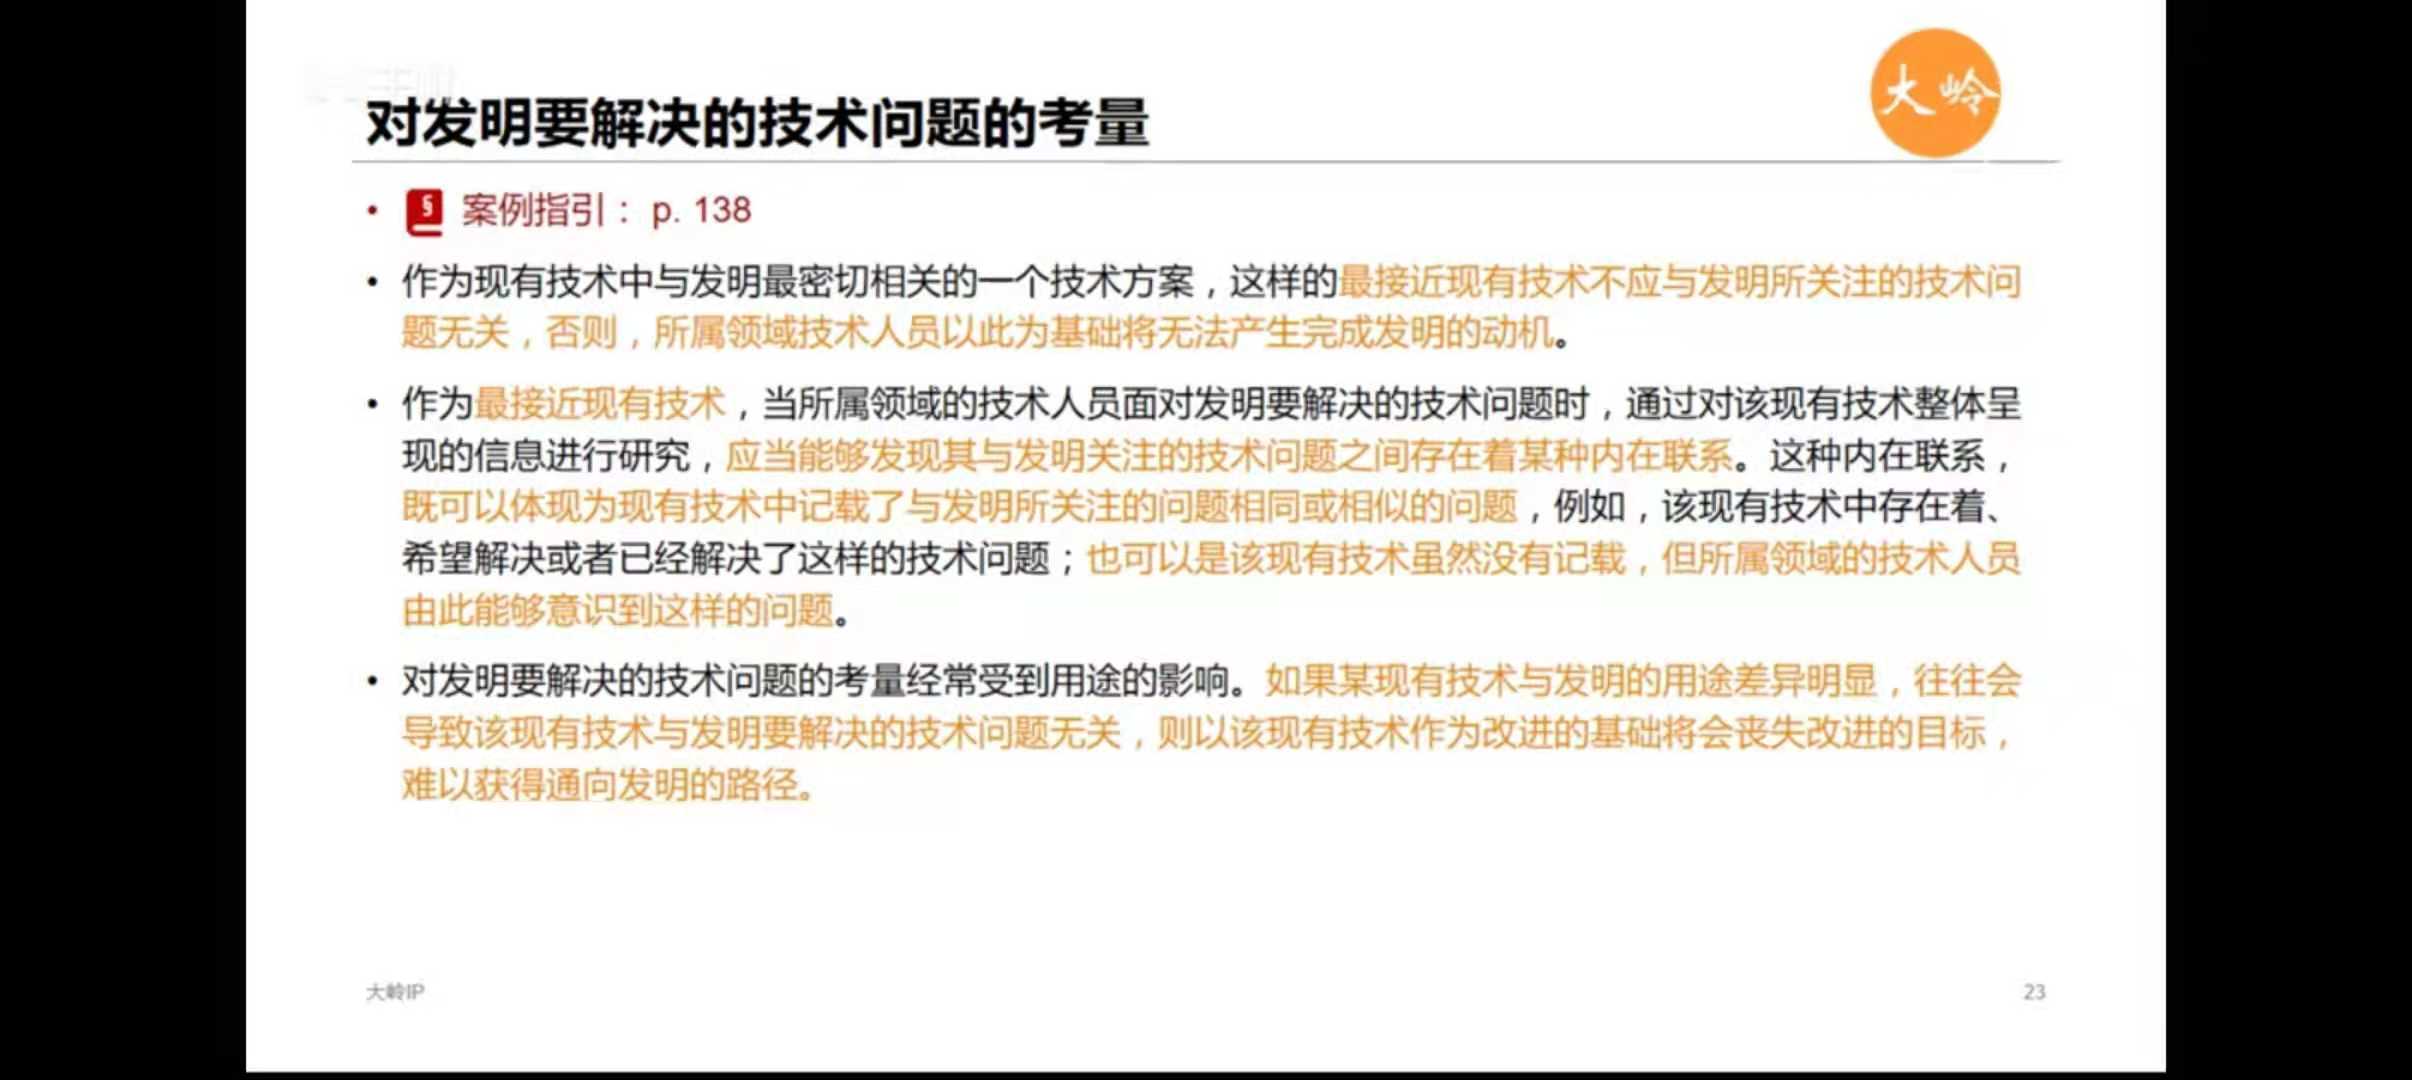 大岭
对发明要解决的技术问题的考量
• § 案例指引： p. 138
• 作为现有技术中与发明最密切相关的一个技术方案，这样的最接近现有技术不应与发明所关注的技术问
题无关，否则，所属领域技术人员以此为基础将无法产生完成发明的动机。
• 作为最接近现有技术，当所属领域的技术人员面对发明要解决的技术问题时，通过对该现有技术整体呈
现的信息进行研究，应当能够发现其与发明关注的技术问题之间存在着某种内在联系。这种内在联系，
既可以体现为现有技术中记载了与发明所关注的问题相同或相似的问题，例如，该现有技术中存在着、
希望解决或者已经解决了这样的技术问题；也可以是该现有技术虽然没有记载，但所属领域的技术人员
由此能够意识到这样的问题。
• 对发明要解决的技术问题的考量经常受到用途的影响。如果某现有技术与发明的用途差异明显，往往会
导致该现有技术与发明要解决的技术问题无关，则以该现有技术作为改进的基础将会丧失改进的目标，
难以获得通向发明的路径。
大岭IP
23